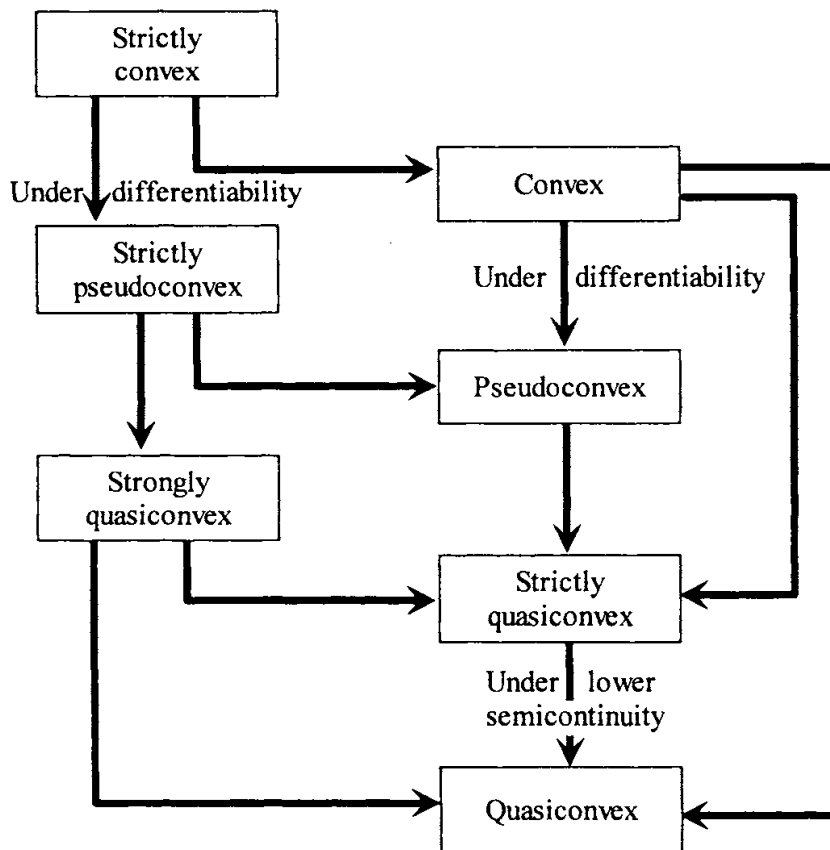 Strictly
convex
Convex
Under differentiability
Strictly
pseudoconvex
Under differentiability
Pseudoconvex
Strongly
quasiconvex
Strictly
quasiconvex
Under lower
semicontinuity
Quasiconvex